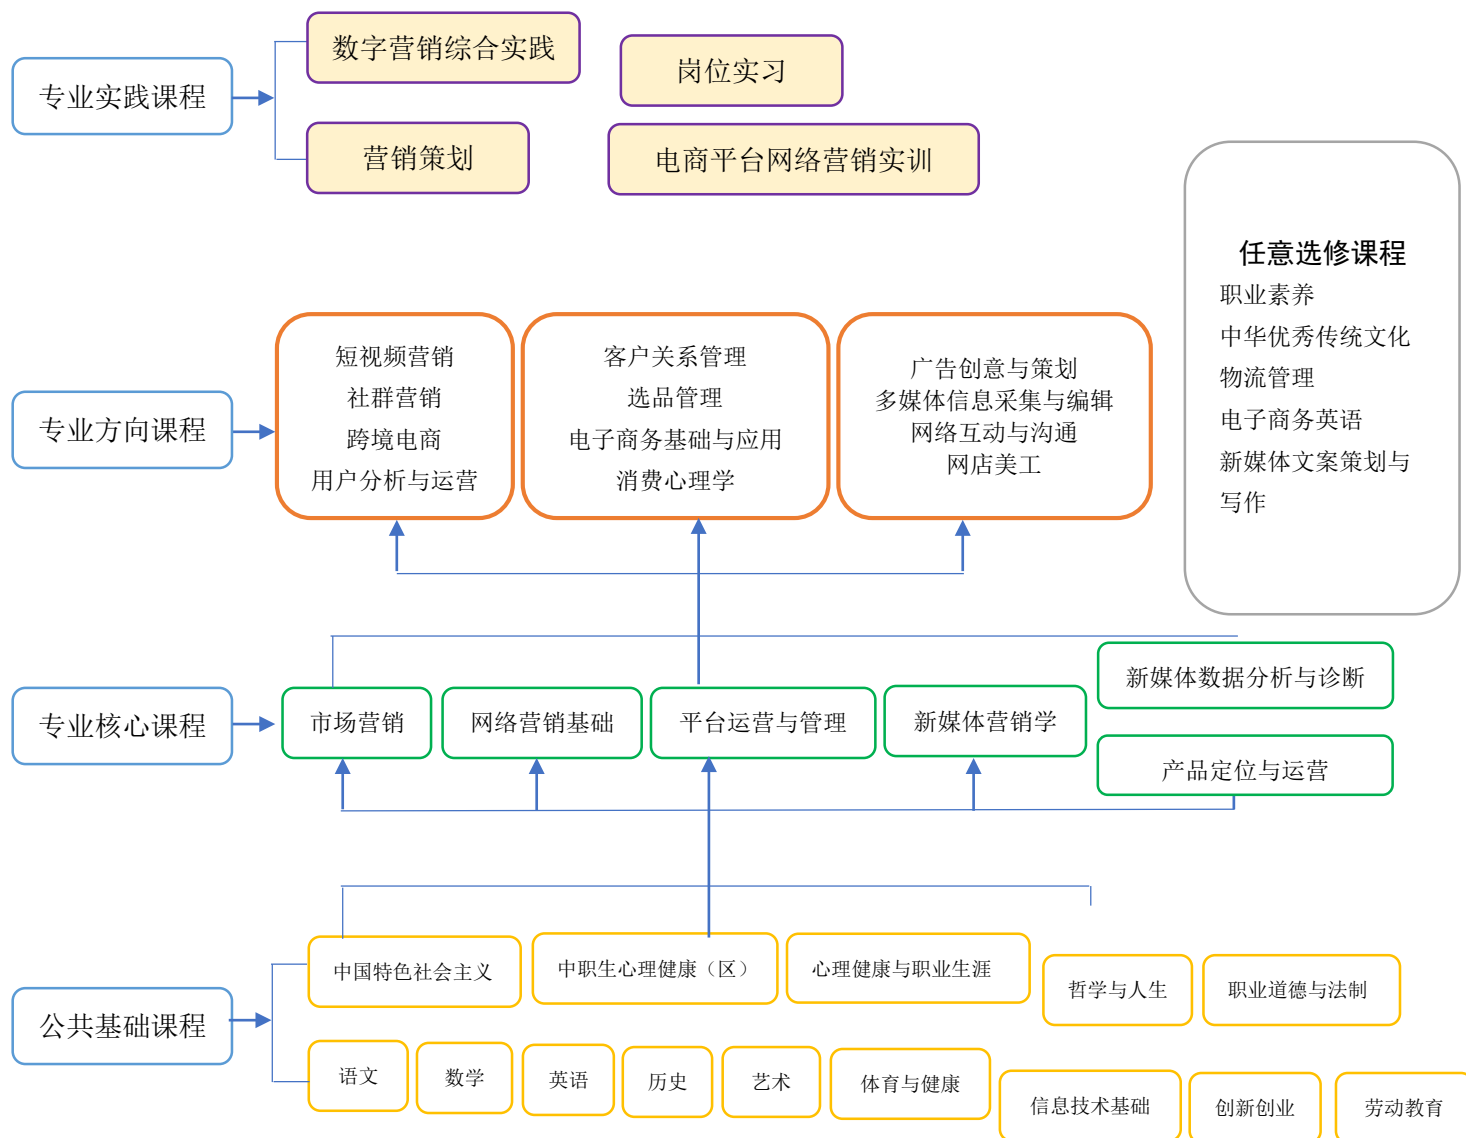 数字营销综合实践
岗位实习
专业实践课程
营销策划
电商平台网络营销实训
任意选修课程
职业素养
中华优秀传统文化
物流管理
电子商务英语
新媒体文案策划与
写作
专业方向课程
短视频营销
社群营销
跨境电商
用户分析与运营
客户关系管理
选品管理
电子商务基础与应用
消费心理学
广告创意与策划
多媒体信息采集与编辑
网络互动与沟通
网店美工
专业核心课程
市场营销
网络营销基础
平台运营与管理
新媒体营销学
新媒体数据分析与诊断
产品定位与运营
公共基础课程
中国特色社会主义
中职生心理健康（区）
心理健康与职业生涯
哲学与人生
职业道德与法制
语文
数学
英语
历史
艺术
体育与健康
信息技术基础
创新创业
劳动教育